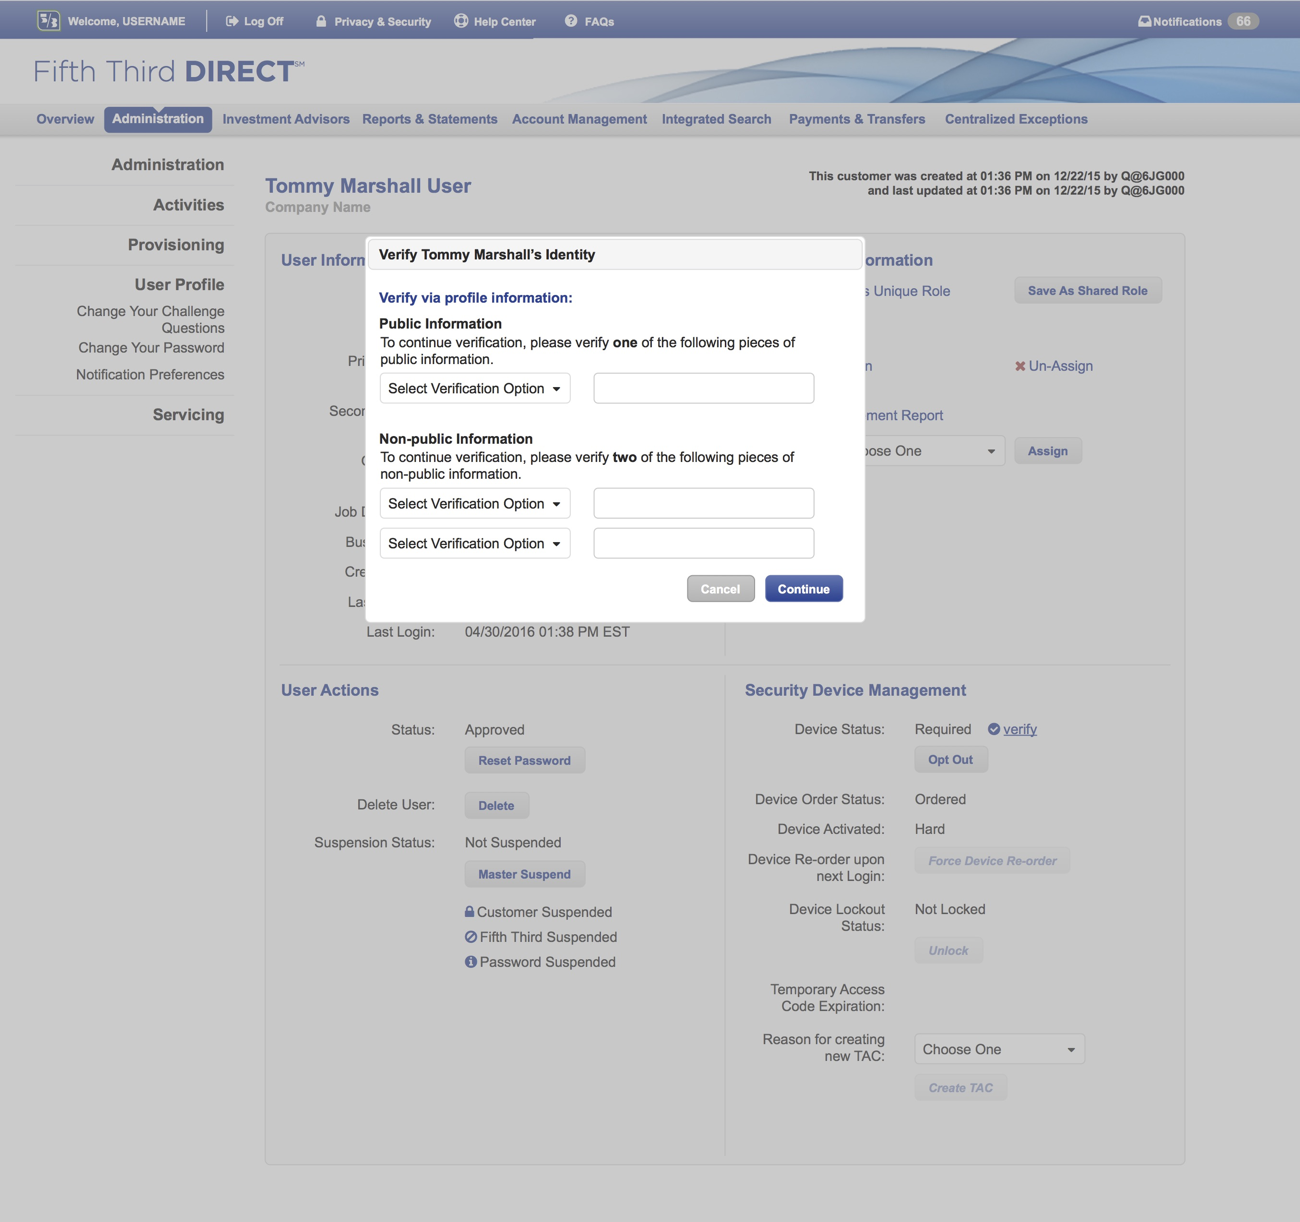 Welcome, USERNAME
Log Off
Privacy & Security
Help Center
FAQs
Notifications 66
Fifth Third DIRECT SM
Overview
Administration
Investment Advisors
Reports & Statements
Account Management
Integrated Search
Payments & Transfers
Centralized Exceptions
Administration
Activities
Provisioning
User Profile
Change Your Challenge
Questions
Change Your Password
Notification Preferences
Servicing
Tommy Marshall User
Company Name
This customer was created at 01:36 PM on 12/22/15 by Q@6JG000
and last updated at 01:36 PM on 12/22/15 by Q@6JG000
User Inform
Pri
Secon
Job D
Bus
Cre
Las
Last Login: 04/30/2016 01:38 PM EST
Verify Tommy Marshall's Identity
Verify via profile information:
Public Information
To continue verification, please verify one of the following pieces of
public information.
Select Verification Option
Non-public Information
To continue verification, please verify two of the following pieces of
non-public information.
Select Verification Option
Select Verification Option
Cancel
Continue
ormation
s Unique Role
Save As Shared Role
n
Un-Assign
ment Report
oose One
Assign
User Actions
Status: Approved
Reset Password
Delete User: Delete
Suspension Status: Not Suspended
Master Suspend
Customer Suspended
Fifth Third Suspended
Password Suspended
Security Device Management
Device Status: Required verify
Opt Out
Device Order Status: Ordered
Device Activated: Hard
Device Re-order upon
next Login:
Force Device Re-order
Device Lockout
Status:
Not Locked
Unlock
Temporary Access
Code Expiration:
Reason for creating
new TAC:
Choose One
Create TAC